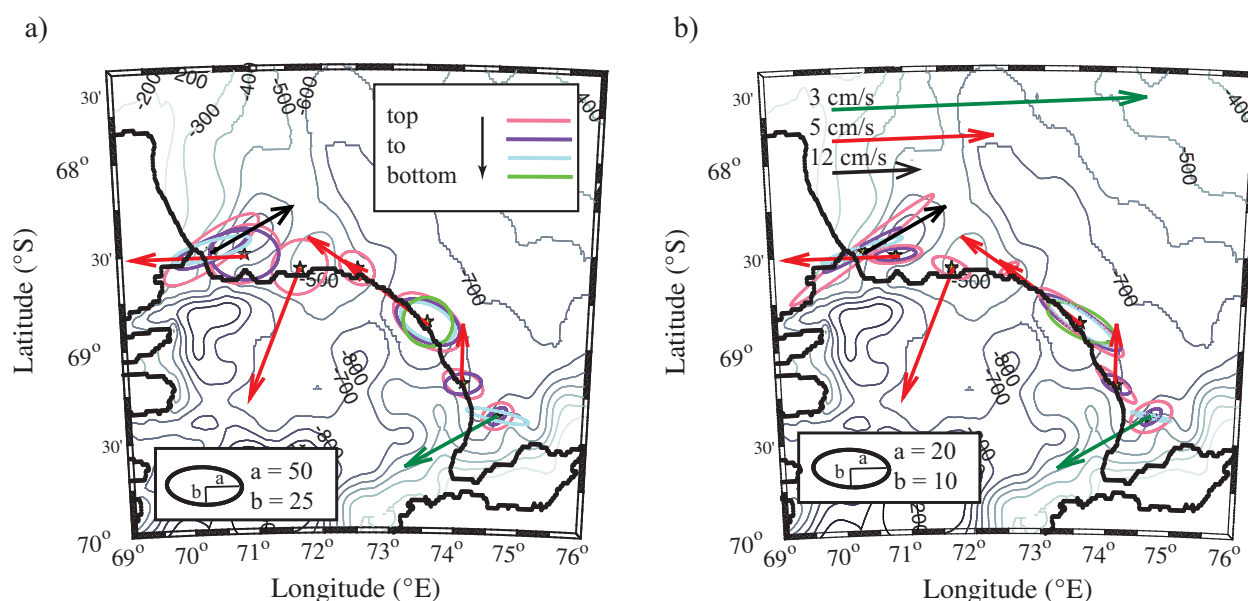 a)
-200
200
-300
-400
-500
-600
-400
top
to
bottom
-500
-700
-800
-700
-800
a
b
a = 50
b = 25
30'
68°
30'
69°
30'
70°
69°
70°
71°
72°
73°
74°
75°
76°
Latitude (°S)
Longitude (°E)
b)
3 cm/s
5 cm/s
12 cm/s
-400
-500
-500
-700
-800
-700
a
b
a = 20
b = 10
30'
68°
30'
69°
30'
70°
69°
70°
71°
72°
73°
74°
75°
76°
Latitude (°S)
Longitude (°E)